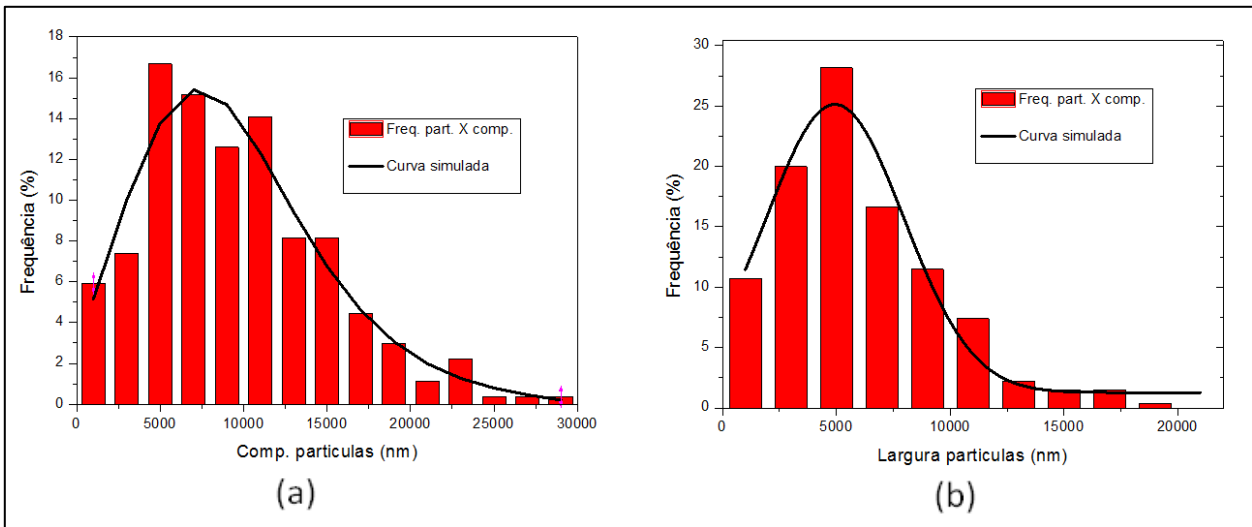 18
16
14
12
10
8
6
4
2
0
Frequência (%)
Freq. part. X comp.
Curva simulada
0 5000 10000 15000 20000 25000 30000
Comp. particulas (nm)
(a)
30
25
20
15
10
5
0
Frequência (%)
Freq. part. X comp.
Curva simulada
0 5000 10000 15000 20000
Largura particulas (nm)
(b)